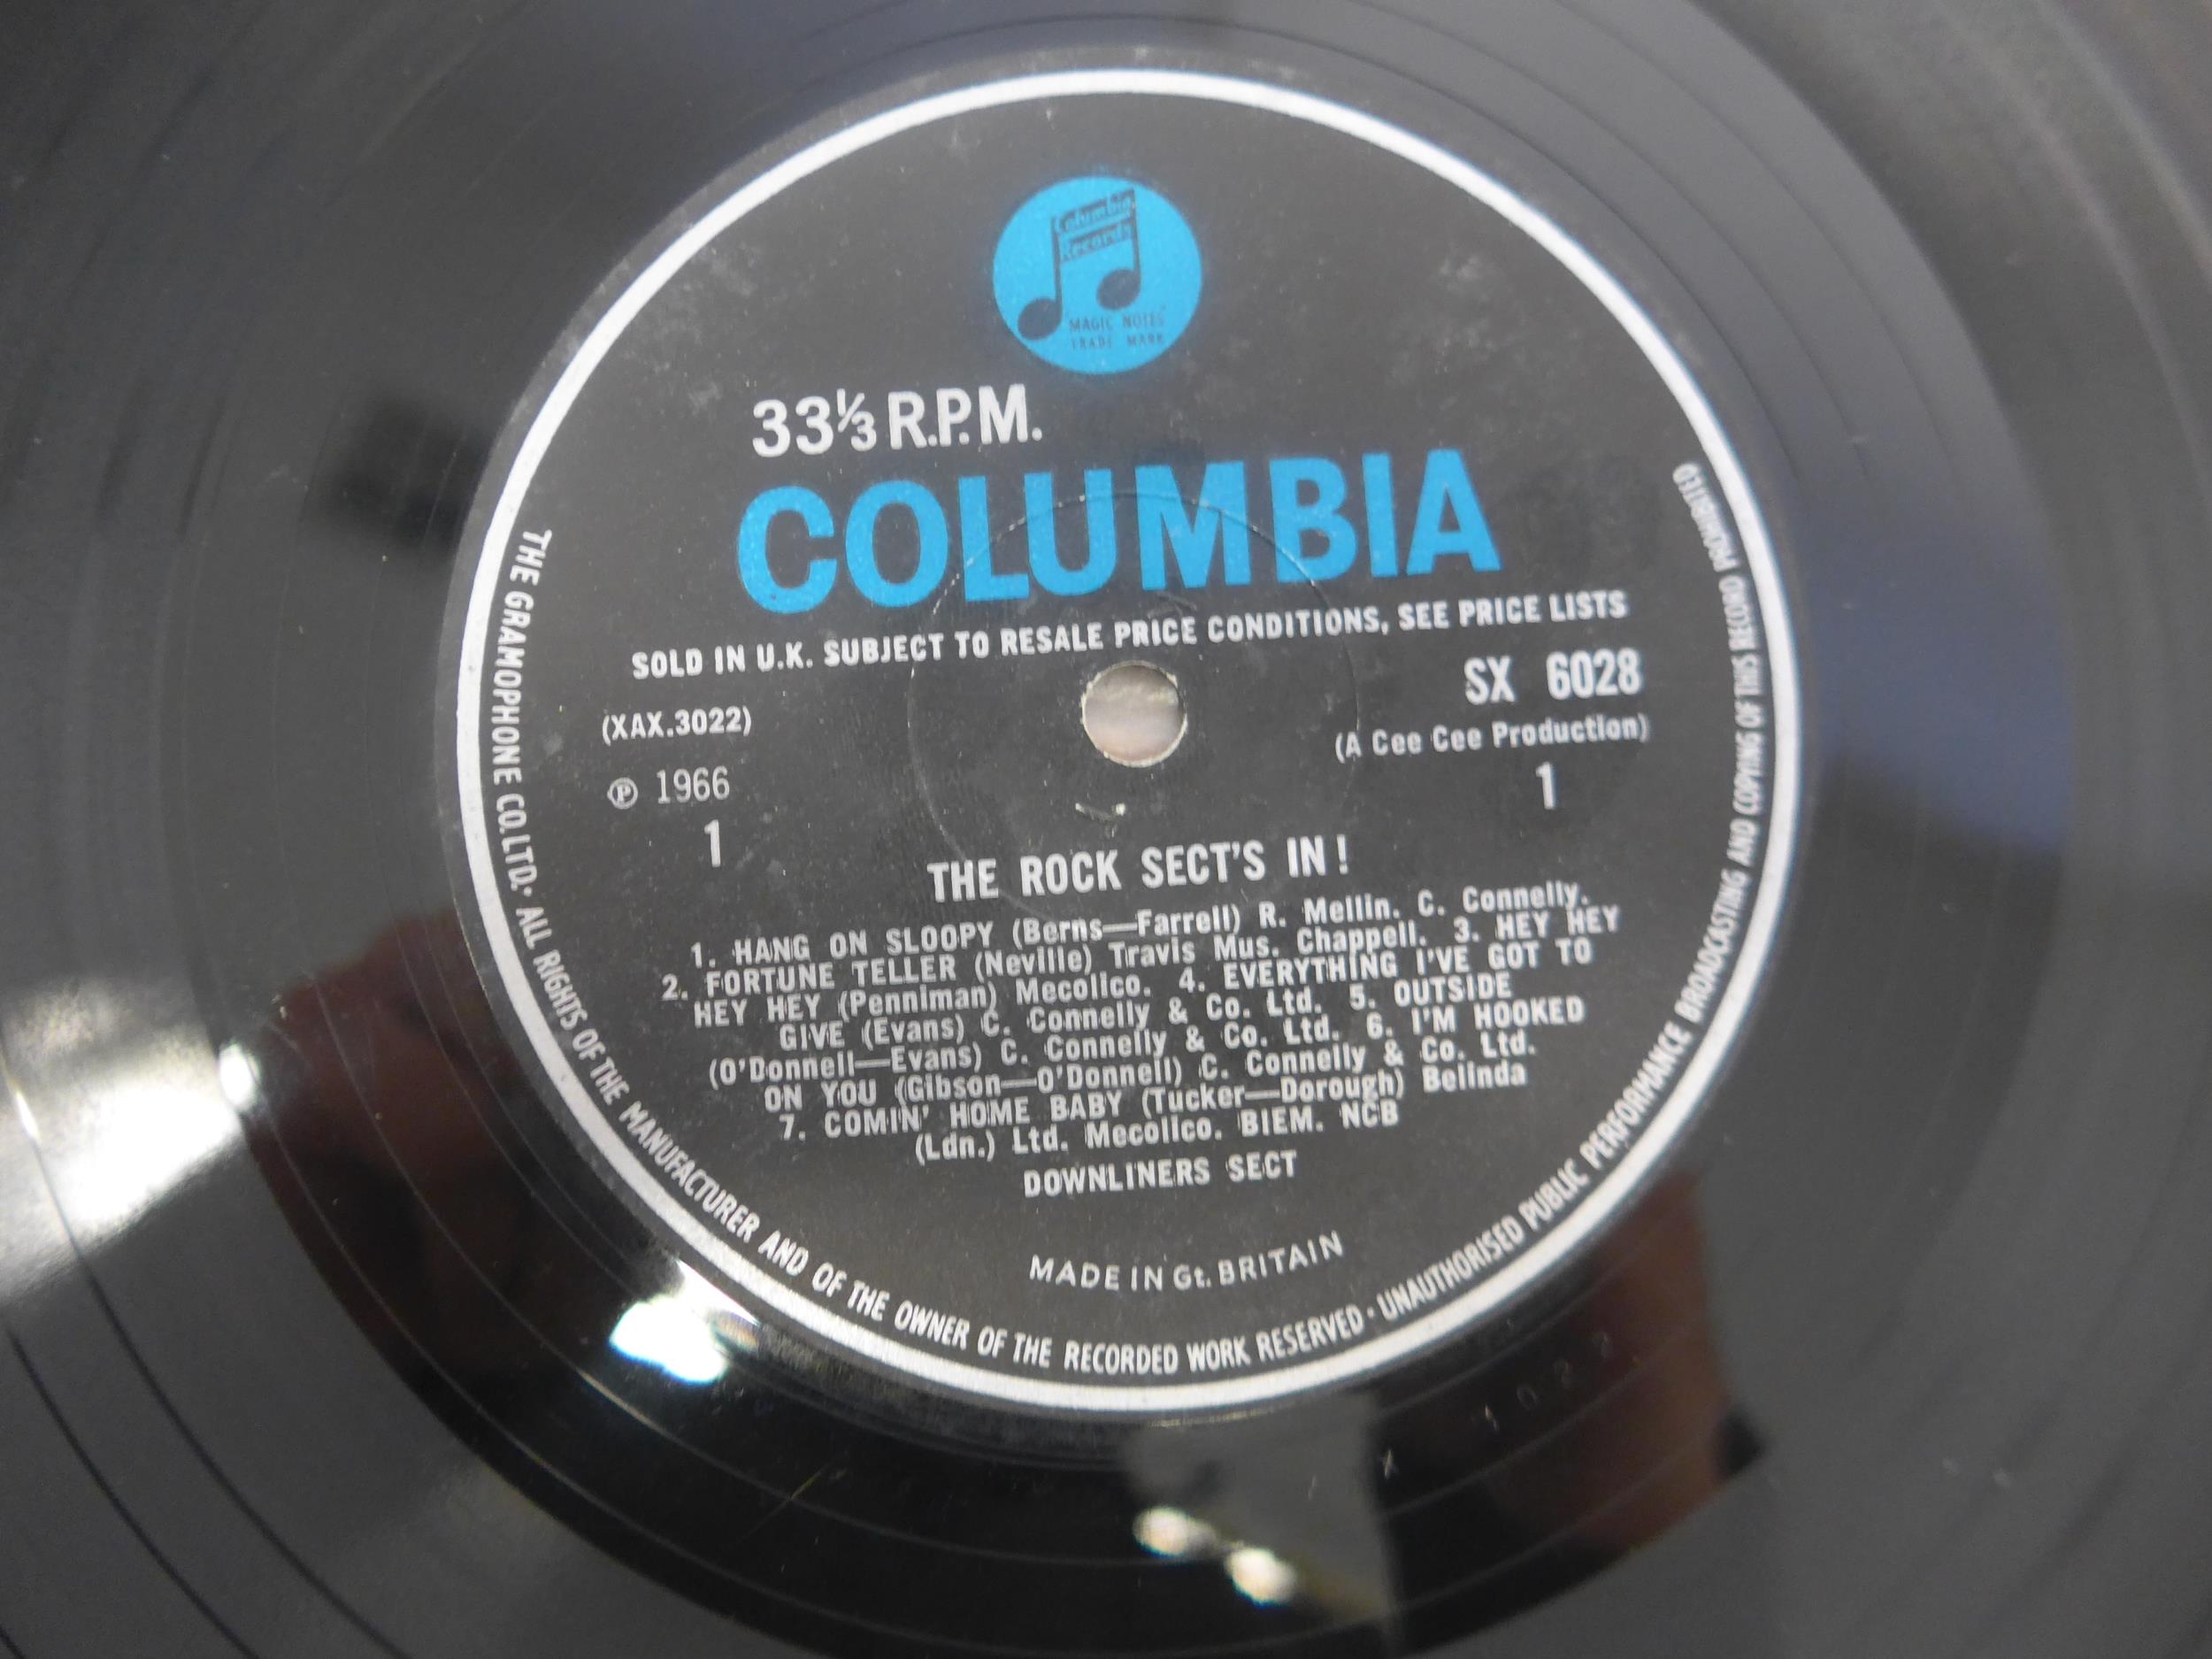 Columbia
Records
MAGIC NOTES
TRADE MARK
33⅓ R.P.M.
COLUMBIA
SOLD IN U.K. SUBJECT TO RESALE PRICE CONDITIONS, SEE PRICE LISTS
SX 6028
(XAX.3022)
(A Cee Cee Production)
℗ 1966
1
1
THE ROCK SECT'S IN!
1. HANG ON SLOOPY (Berns—Farrell) R. Mellin. C. Connelly.
2. FORTUNE TELLER (Neville) Travis Mus. Chappell. 3. HEY HEY
HEY HEY (Penniman) Mecolico. 4. EVERYTHING I'VE GOT TO
GIVE (Evans) C. Connelly & Co. Ltd. 5. OUTSIDE
(O'Donnell—Evans) C. Connelly & Co. Ltd. 6. I'M HOOKED
ON YOU (Gibson—O'Donnell) C. Connelly & Co. Ltd.
7. COMIN' HOME BABY (Tucker—Dorough) Belinda
(Ldn.) Ltd. Mecolico. BIEM. NCB
DOWNLINERS SECT
MADE IN Gt. BRITAIN
THE GRAMOPHONE CO. LTD. · ALL RIGHTS OF THE MANUFACTURER AND OF THE OWNER OF THE RECORDED WORK RESERVED · UNAUTHORISED PUBLIC PERFORMANCE BROADCASTING AND COPYING OF THIS RECORD PROHIBITED